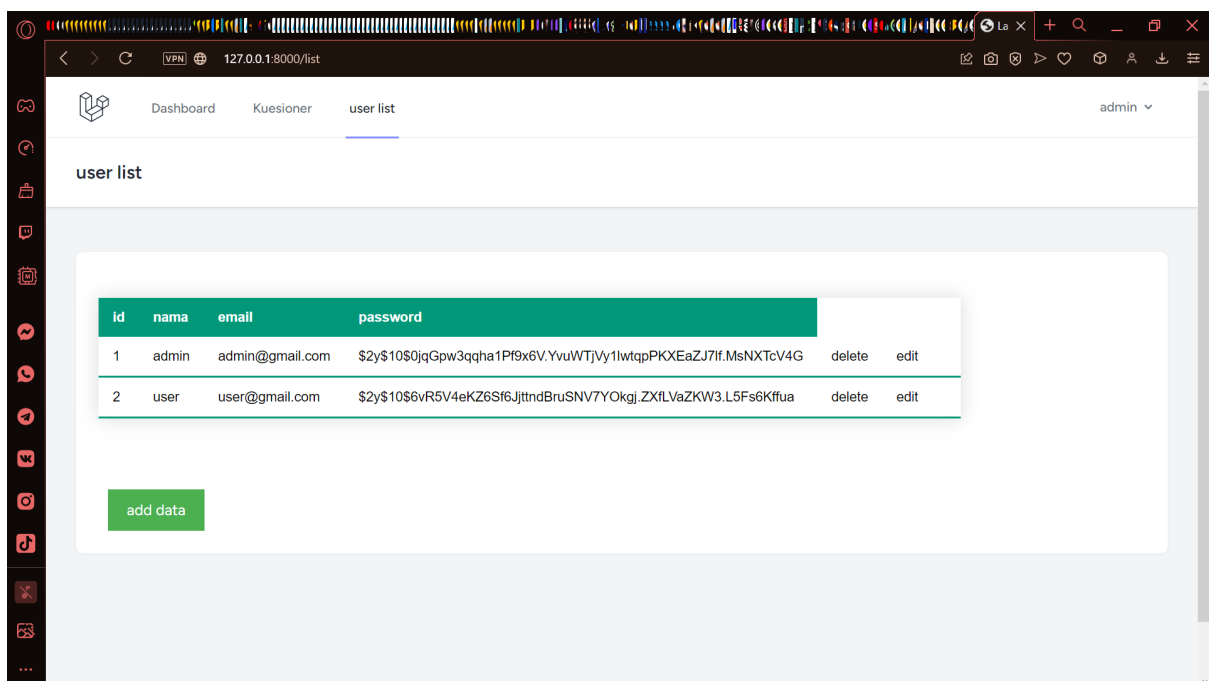 La
VPN 127.0.0.1:8000/list
Dashboard Kuesioner user list admin
user list
id nama email password
1 admin admin@gmail.com $2y$10$0jqGpw3qqha1Pf9x6V.YvuWTjVy1lwtqpPKXEaZJ7lf.MsNXTcV4G delete edit
2 user user@gmail.com $2y$10$6vR5V4eKZ6Sf6JjttndBruSNV7YOkgj.ZXfLVaZKW3.L5Fs6Kffua delete edit
add data